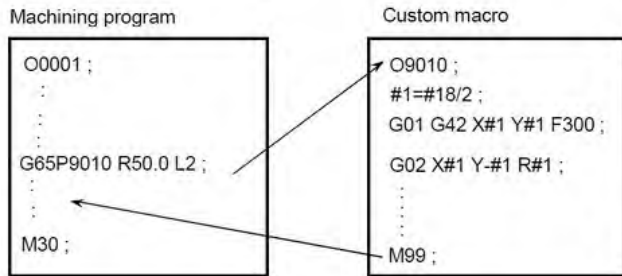 Machining program
O0001 ;
:
:
:
G65P9010 R50.0 L2 ;
:
:
M30 ;
Custom macro
O9010 ;
#1=#18/2 ;
G01 G42 X#1 Y#1 F300 ;
G02 X#1 Y-#1 R#1 ;
:
:
:
M99 ;